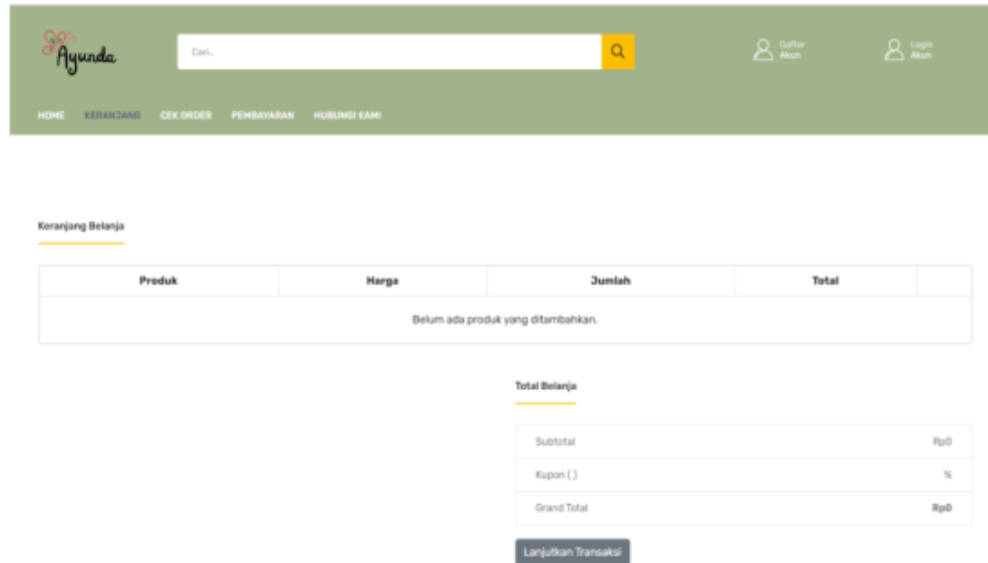 Ayunda
Cari..
Daftar
Akun
Login
Akun
HOME KERANJANG CEK ORDER PEMBAYARAN HUBUNGI KAMI
Keranjang Belanja
Produk Harga Jumlah Total
Belum ada produk yang ditambahkan.
Total Belanja
Subtotal Rp0
Kupon ( ) %
Grand Total Rp0
Lanjutkan Transaksi